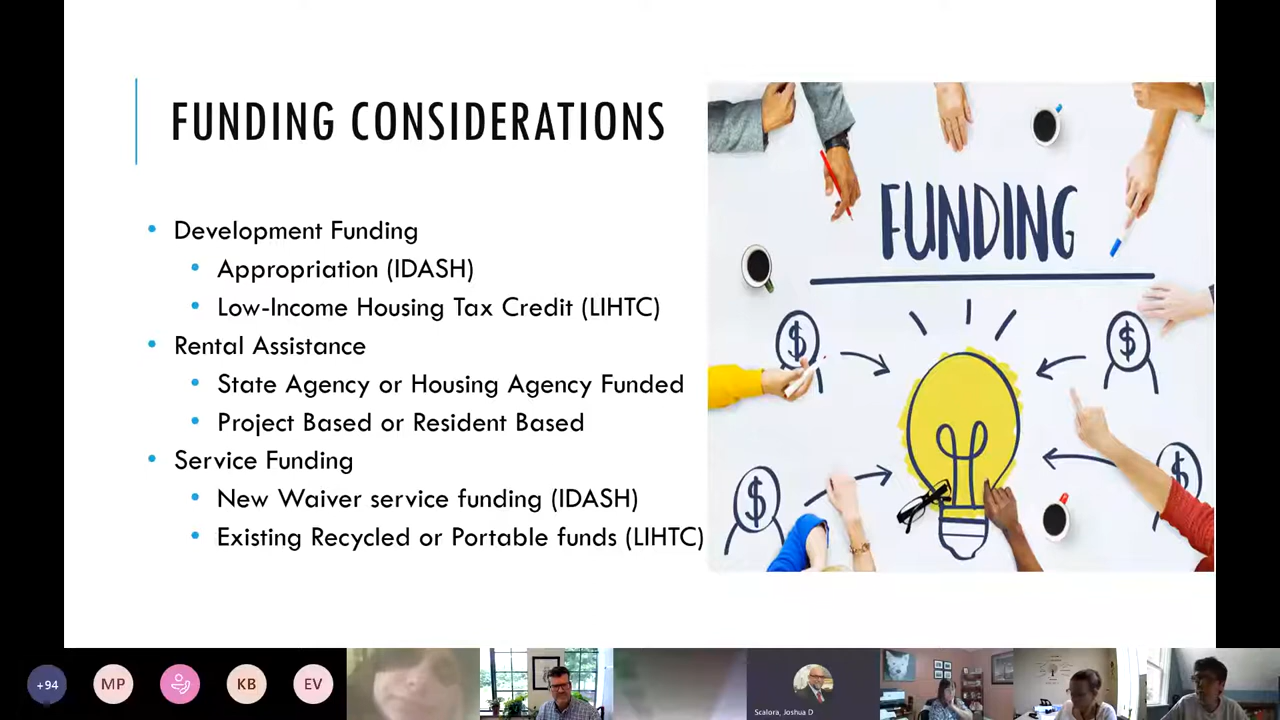 FUNDING CONSIDERATIONS
• Development Funding
• Appropriation (IDASH)
• Low-Income Housing Tax Credit (LIHTC)
• Rental Assistance
• State Agency or Housing Agency Funded
• Project Based or Resident Based
• Service Funding
• New Waiver service funding (IDASH)
• Existing Recycled or Portable funds (LIHTC)
FUNDING
$ $
$ $
+94 MP KB EV
Scalora, Joshua D